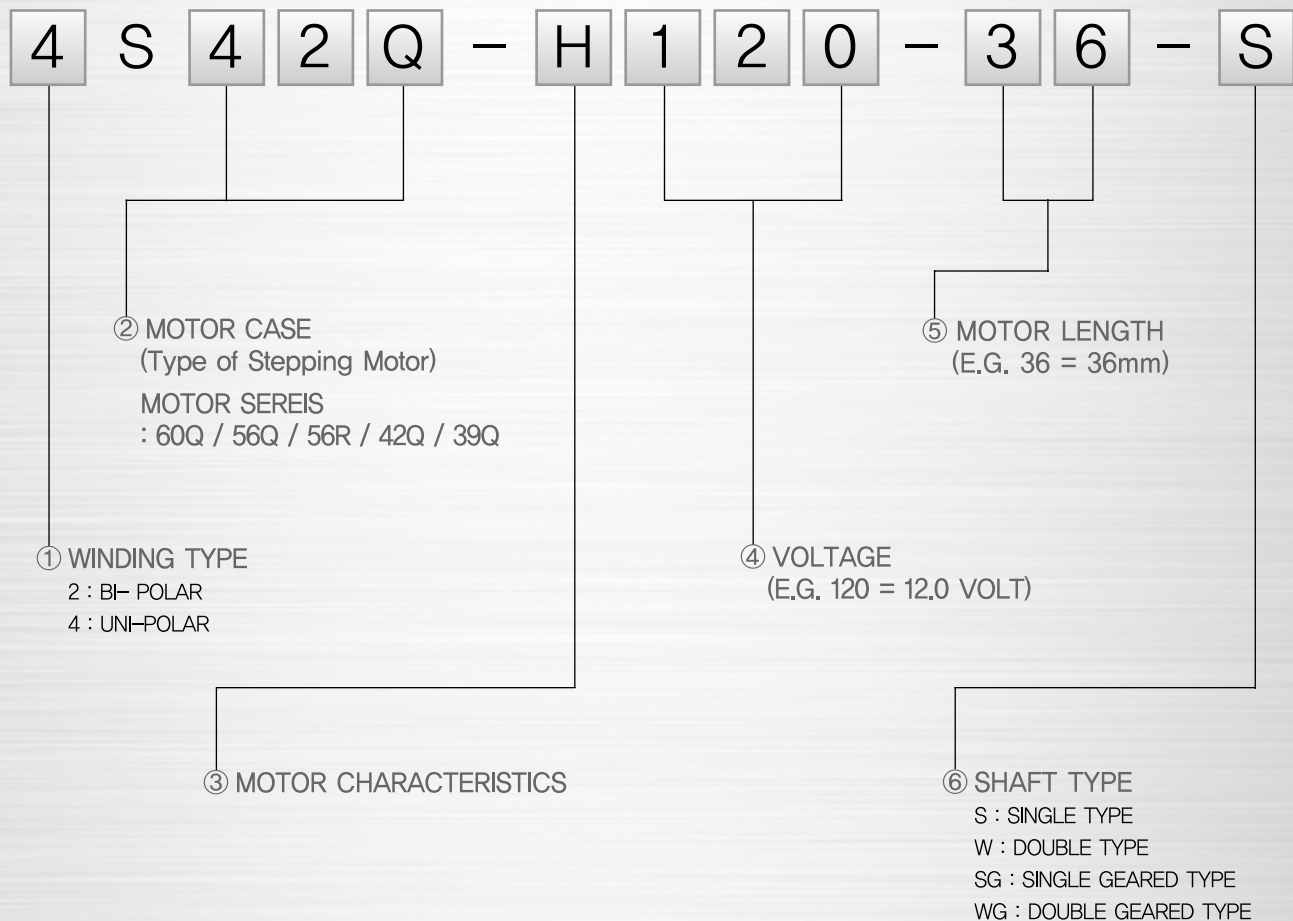 4 S 4 2 Q - H 1 2 0 - 3 6 - S
② MOTOR CASE
(Type of Stepping Motor)
MOTOR SEREIS
: 60Q / 56Q / 56R / 42Q / 39Q
⑤ MOTOR LENGTH
(E.G. 36 = 36mm)
① WINDING TYPE
2 : BI- POLAR
4 : UNI-POLAR
④ VOLTAGE
(E.G. 120 = 12.0 VOLT)
③ MOTOR CHARACTERISTICS
⑥ SHAFT TYPE
S : SINGLE TYPE
W : DOUBLE TYPE
SG : SINGLE GEARED TYPE
WG : DOUBLE GEARED TYPE